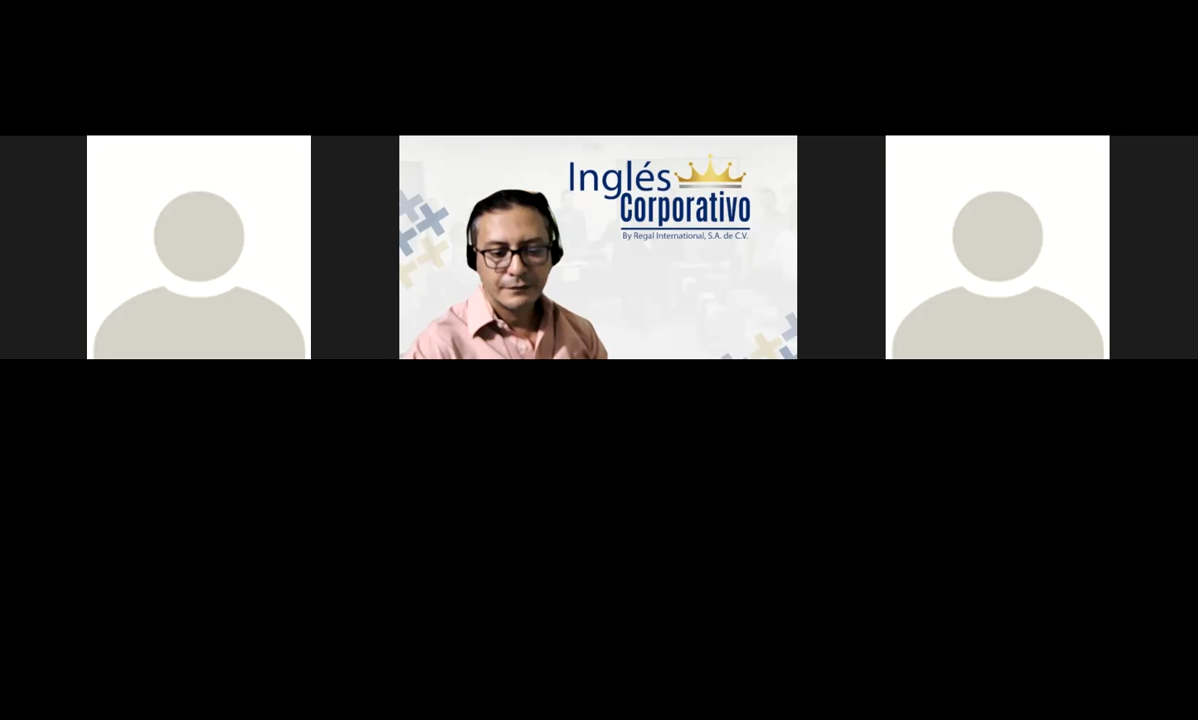 Inglés
Corporativo
By Regal International, S.A. de C.V.